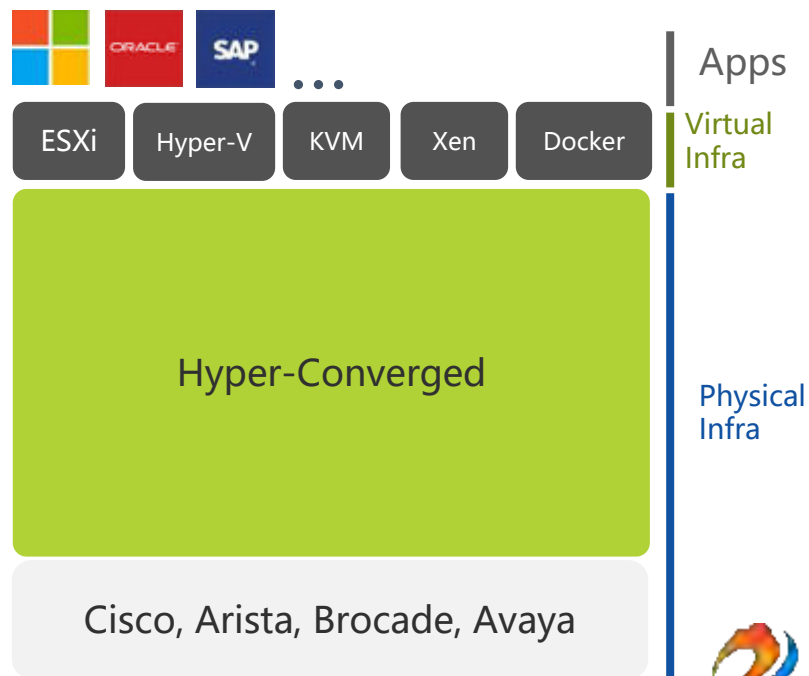 ORACLE
SAP
...
Apps
ESXi
Hyper-V
KVM
Xen
Docker
Virtual
Infra
Hyper-Converged
Physical
Infra
Cisco, Arista, Brocade, Avaya